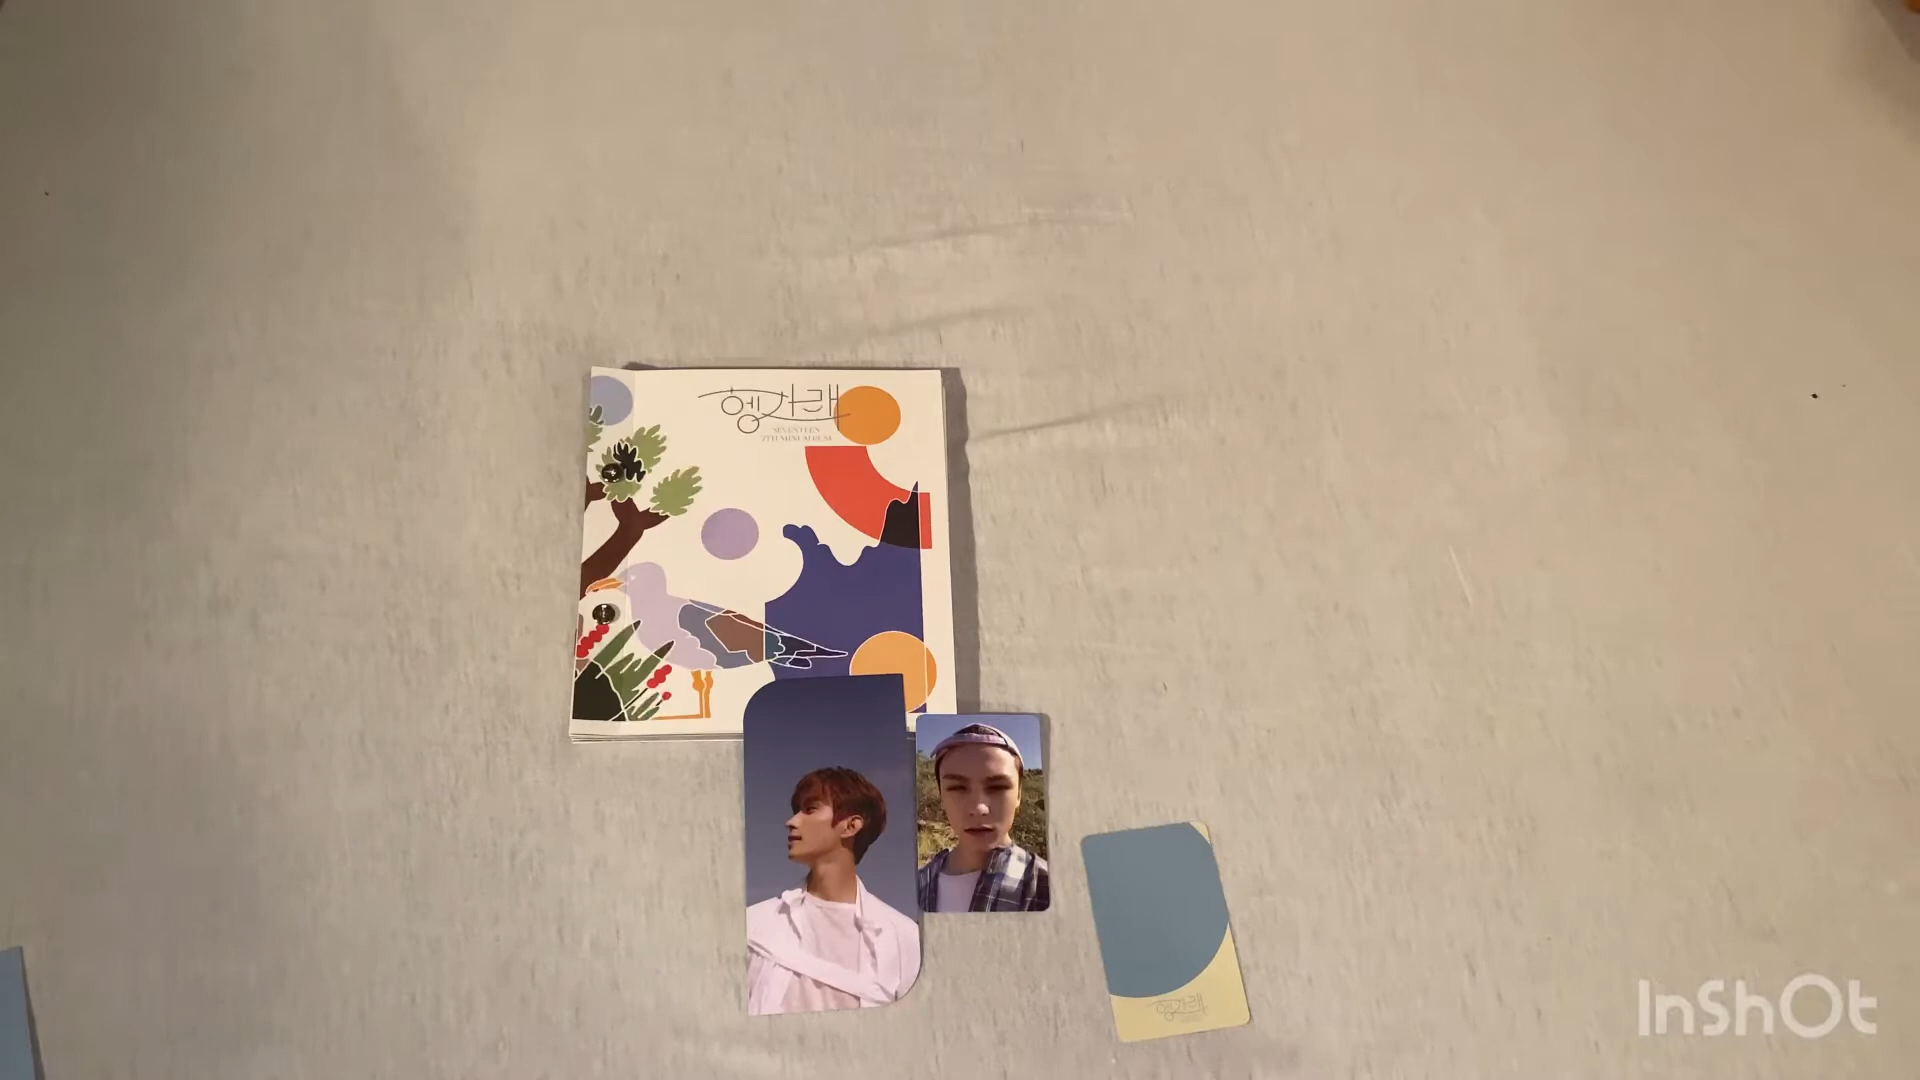 헹가래
SEVENTEEN
7TH MINI ALBUM
헹가래
InShOt